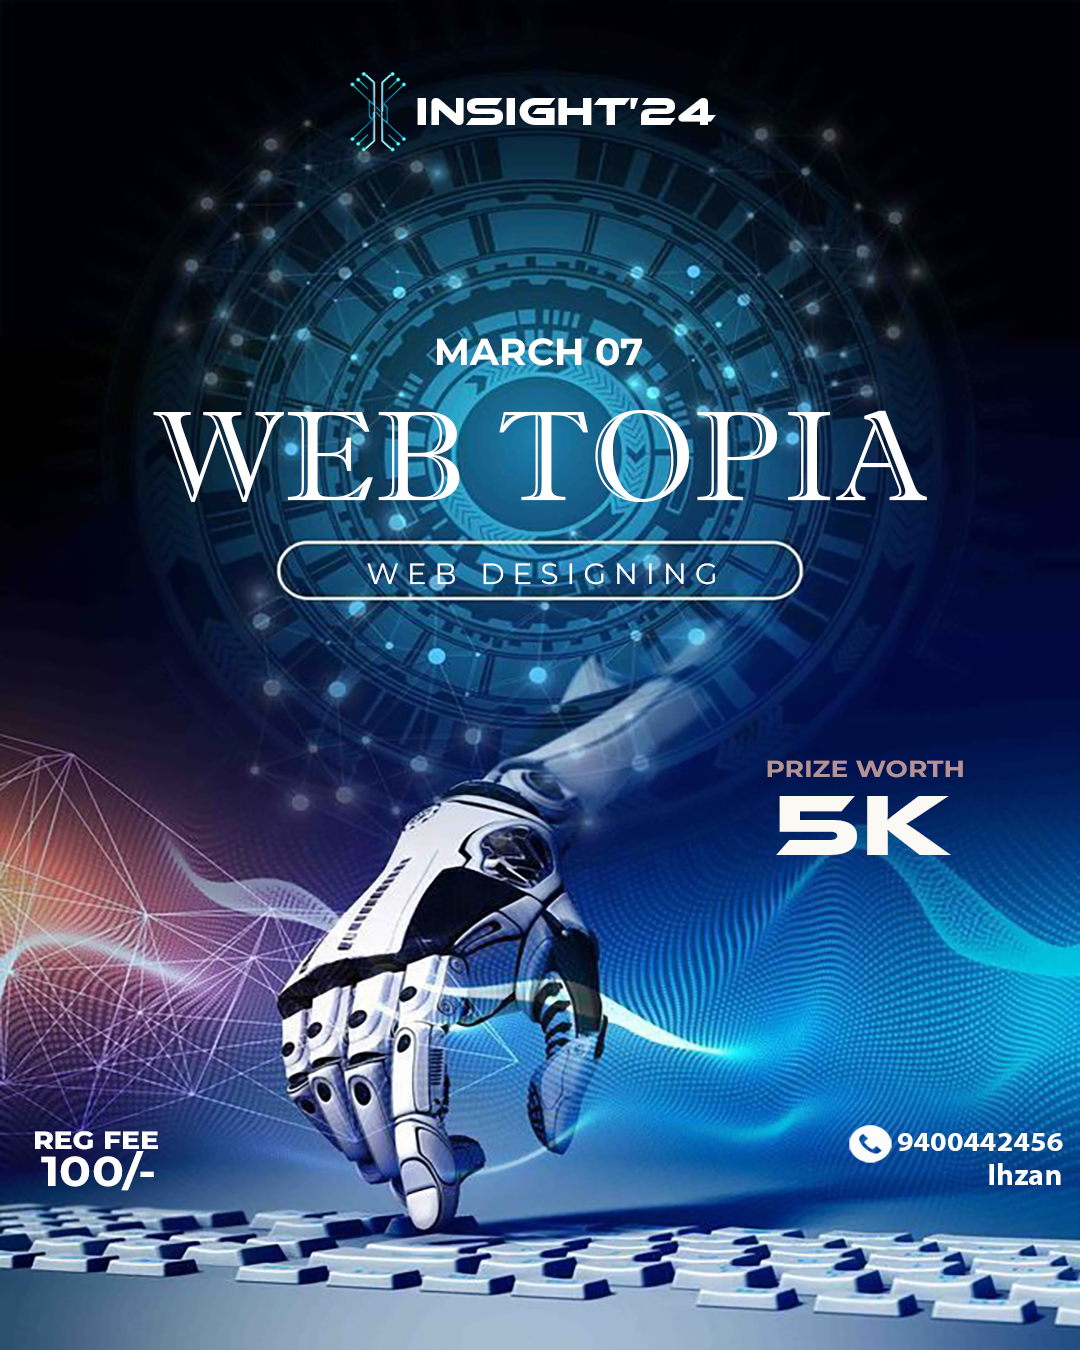 INSIGHT'24
MARCH 07
WEB TOPIA
WEB DESIGNING
PRIZE WORTH
5K
REG FEE
100/-
9400442456
Ihzan